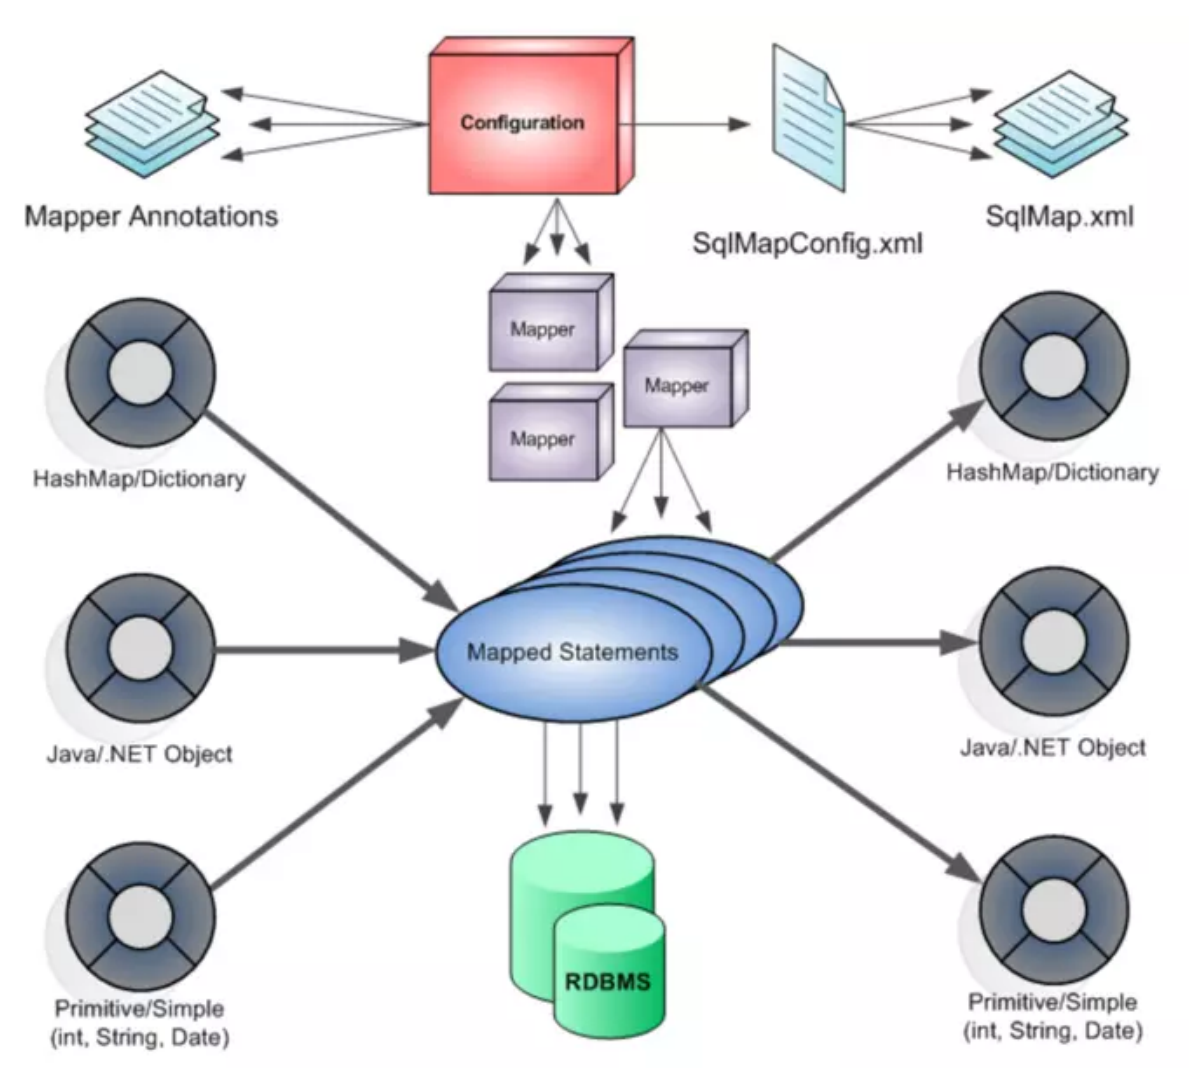 Configuration
Mapper Annotations
SqlMapConfig.xml
SqlMap.xml
Mapper
Mapper
Mapper
HashMap/Dictionary
HashMap/Dictionary
Mapped Statements
Java/.NET Object
Java/.NET Object
RDBMS
Primitive/Simple
(int, String, Date)
Primitive/Simple
(int, String, Date)